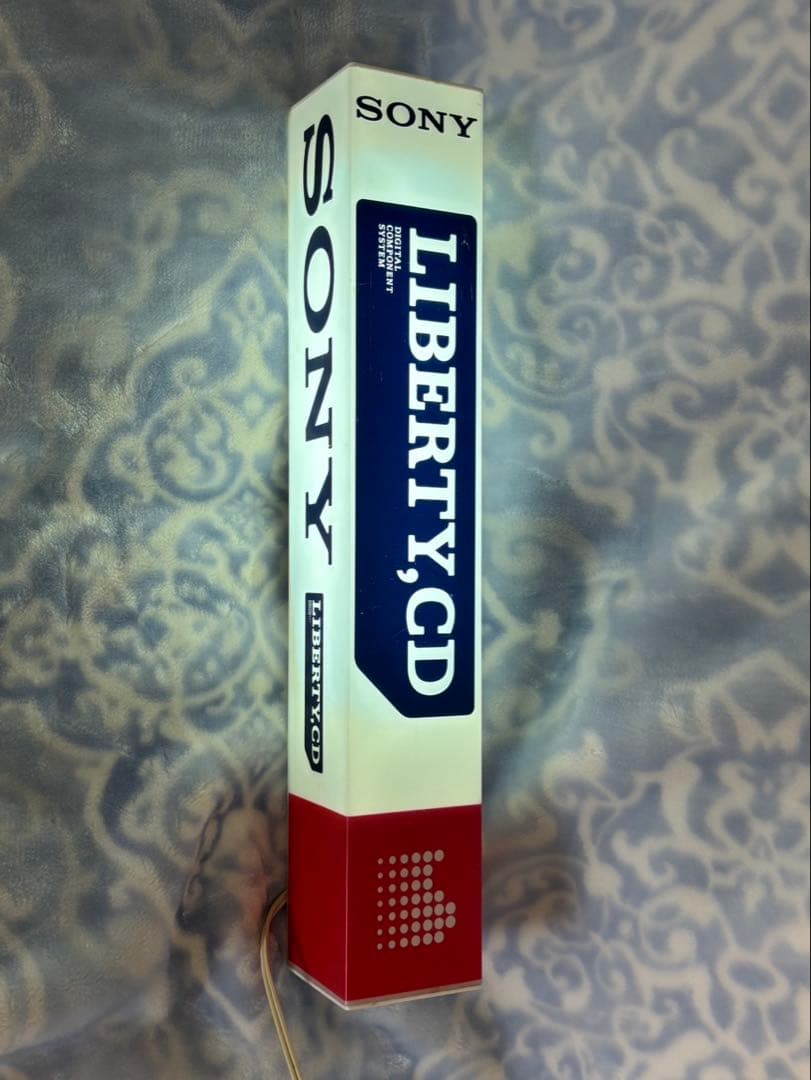 SONY
LIBERTY,CD
DIGITAL
COMPONENT
SYSTEM
SONY
LIBERTY,CD